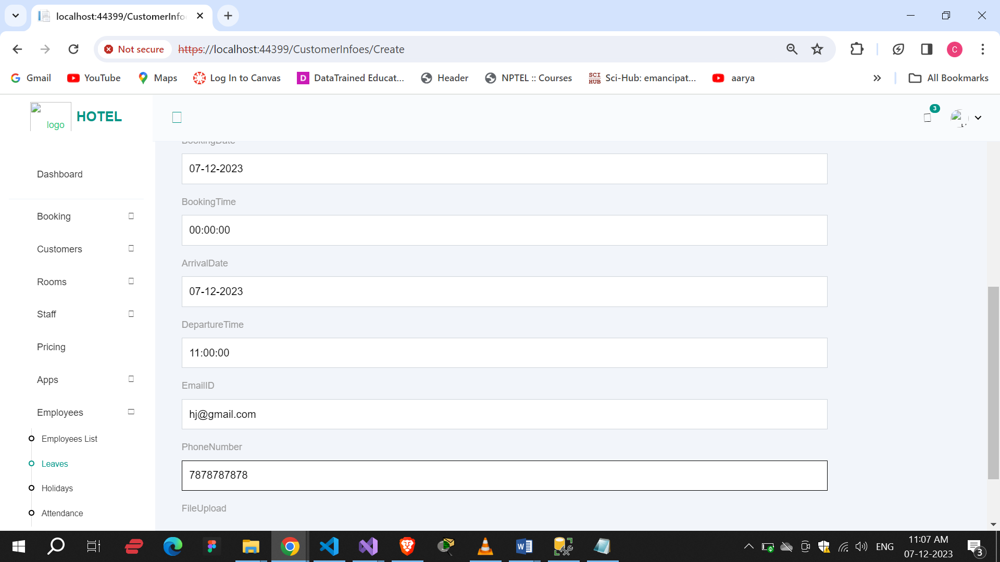 localhost:44399/CustomerInfo
Not secure https://localhost:44399/CustomerInfoes/Create C
Gmail YouTube Maps Log In to Canvas D DataTrained Educat... Header NPTEL :: Courses SCI HUB Sci-Hub: emancipat... aarya » All Bookmarks
logo HOTEL 3
Dashboard
Booking
Customers
Rooms
Staff
Pricing
Apps
Employees
Employees List
Leaves
Holidays
Attendance
BookingDate
07-12-2023
BookingTime
00:00:00
ArrivalDate
07-12-2023
DepartureTime
11:00:00
EmailID
hj@gmail.com
PhoneNumber
7878787878
FileUpload
ENG 11:07 AM
07-12-2023 3